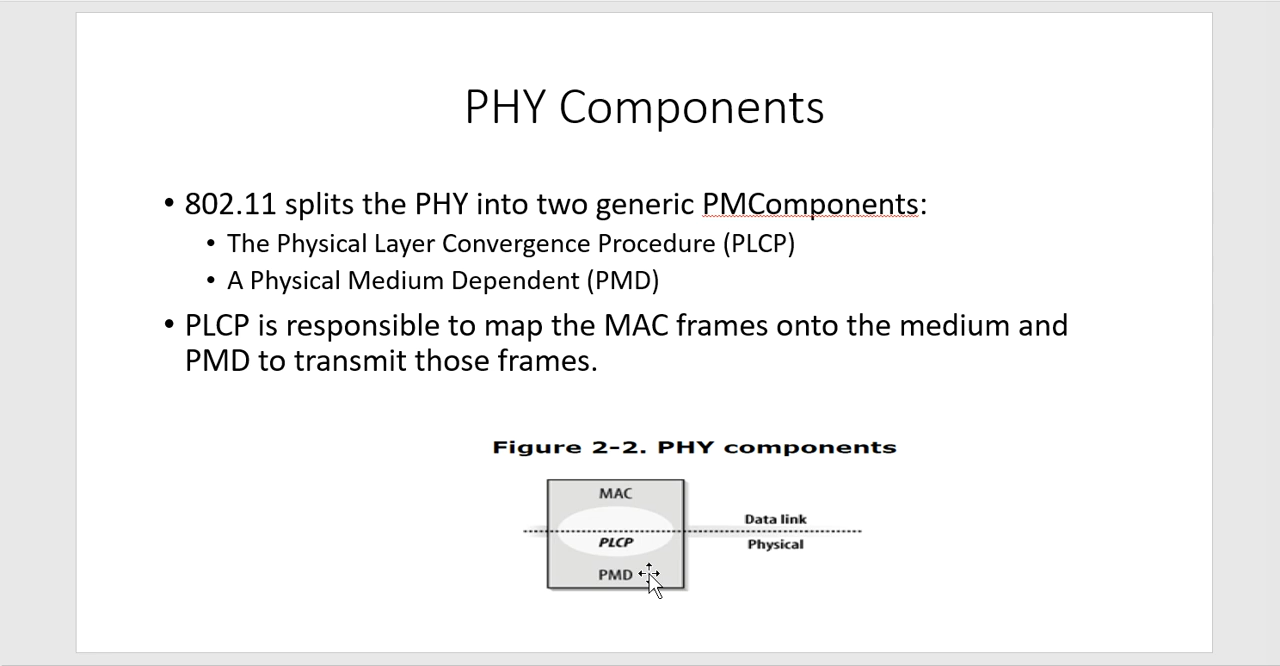 PHY Components
• 802.11 splits the PHY into two generic PMComponents:
• The Physical Layer Convergence Procedure (PLCP)
• A Physical Medium Dependent (PMD)
• PLCP is responsible to map the MAC frames onto the medium and
PMD to transmit those frames.
Figure 2-2. PHY components
MAC
Data link
PLCP
Physical
PMD